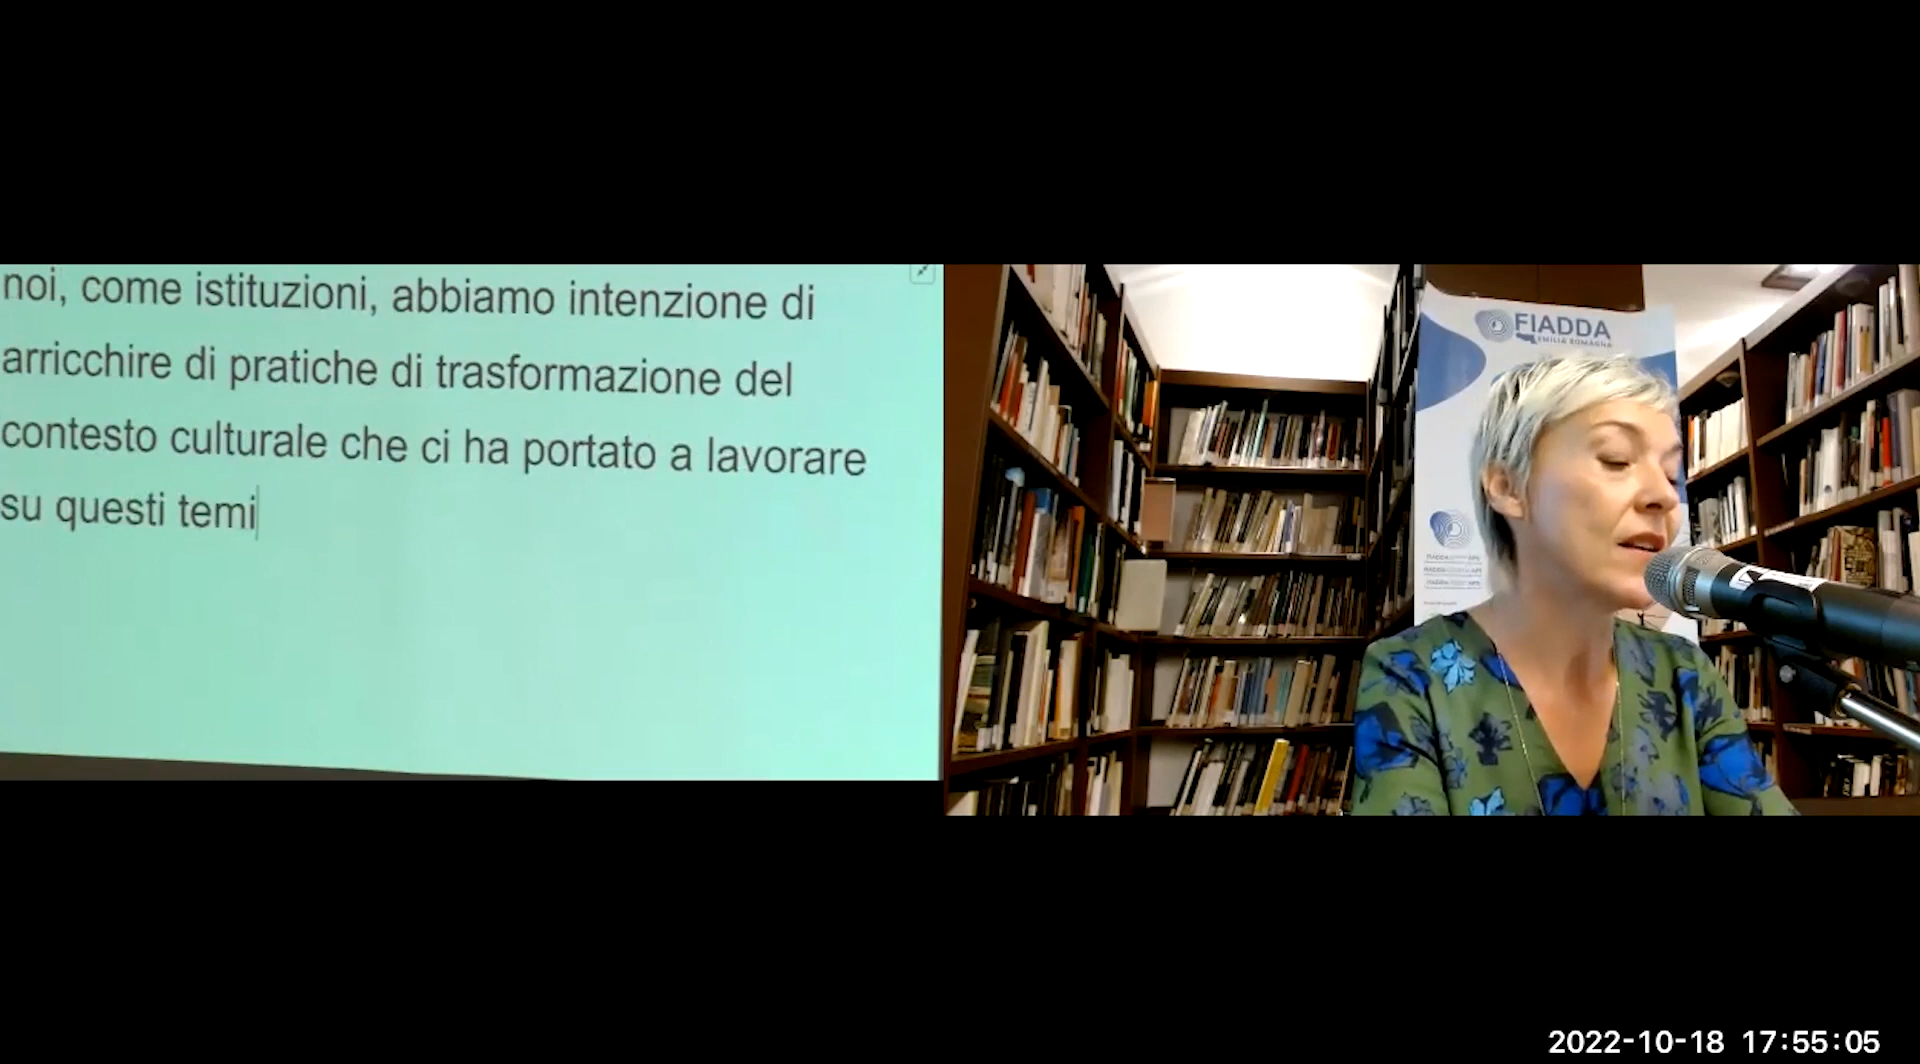 noi, come istituzioni, abbiamo intenzione di
arricchire di pratiche di trasformazione del
contesto culturale che ci ha portato a lavorare
su questi temi
FIADDA
EMILIA ROMAGNA
2022-10-18 17:55:05